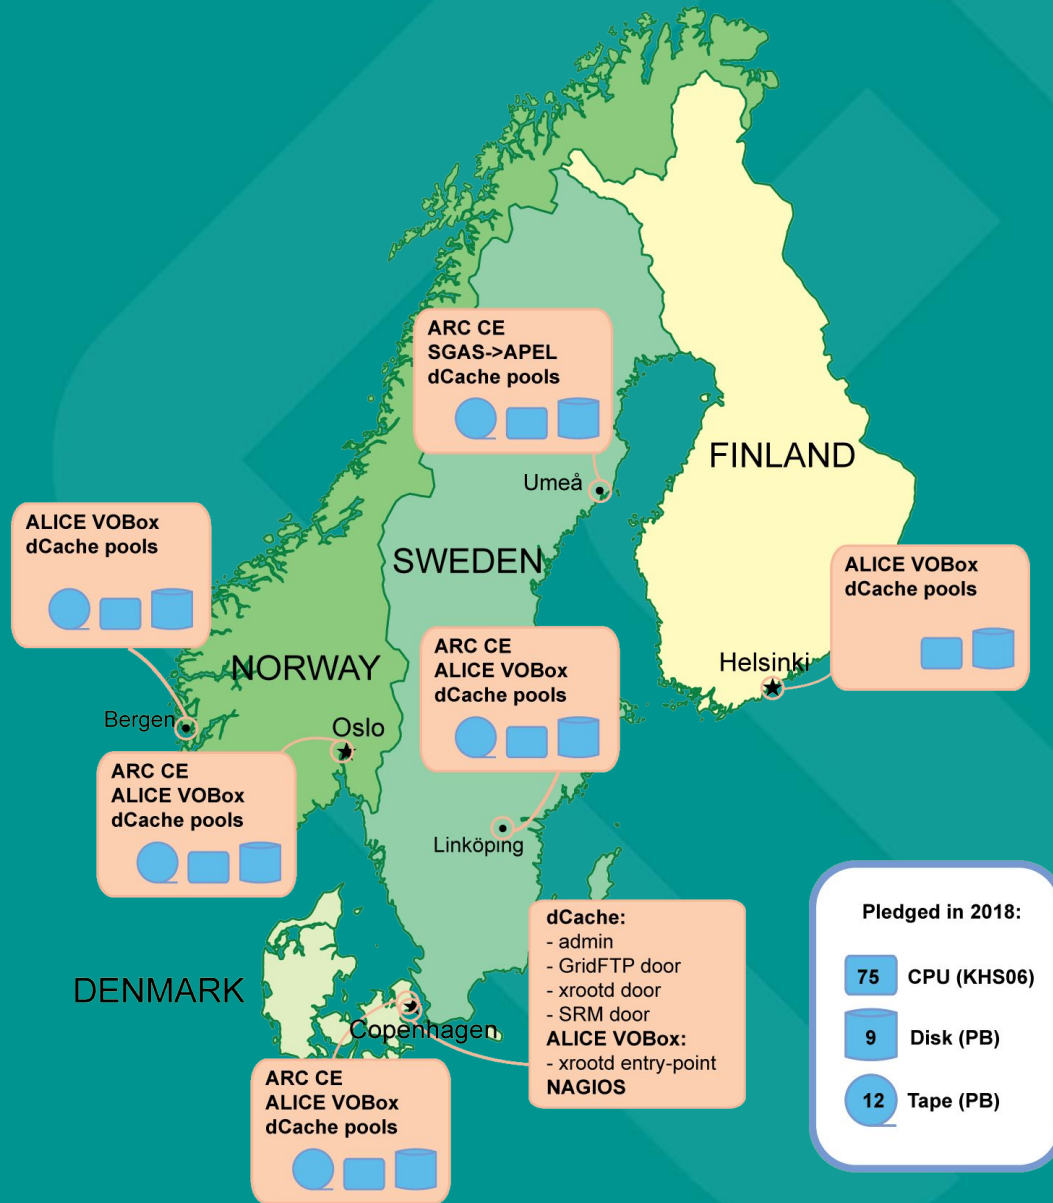 ARC CE
SGAS->APEL
dCache pools
FINLAND
Umeå
ALICE VOBox
dCache pools
SWEDEN
ALICE VOBox
dCache pools
ARC CE
ALICE VOBox
dCache pools
NORWAY
Helsinki
Bergen
Oslo
ARC CE
ALICE VOBox
dCache pools
Linköping
dCache:
- admin
- GridFTP door
- xrootd door
- SRM door
ALICE VOBox:
- xrootd entry-point
NAGIOS
DENMARK
Copenhagen
ARC CE
ALICE VOBox
dCache pools
Pledged in 2018:
75 CPU (KHS06)
9 Disk (PB)
12 Tape (PB)